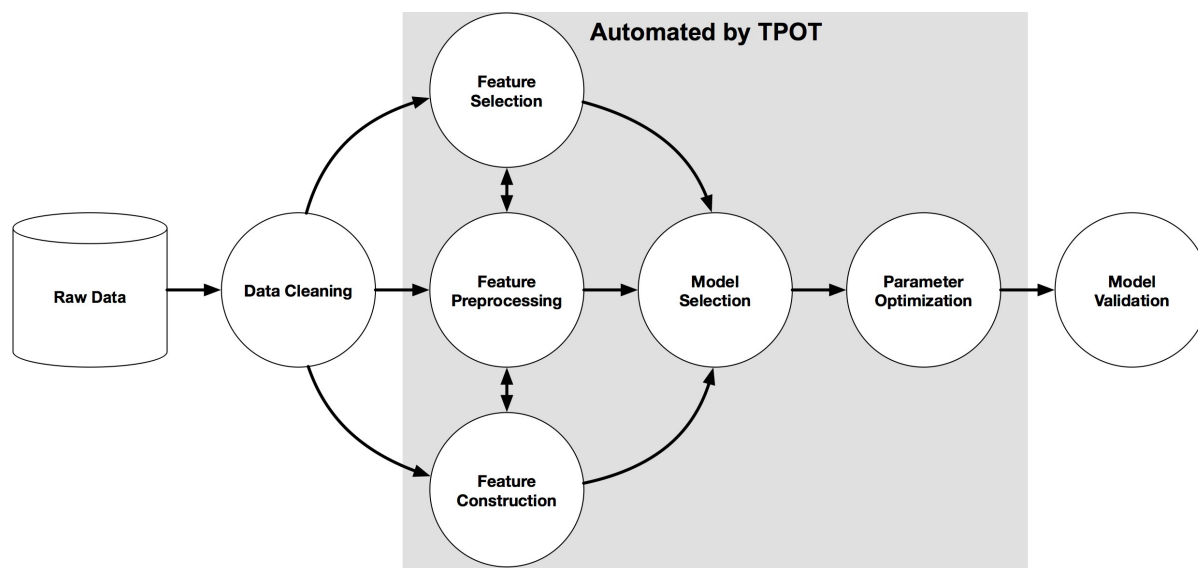 Automated by TPOT
Feature
Selection
Raw Data
Data Cleaning
Feature
Preprocessing
Model
Selection
Parameter
Optimization
Model
Validation
Feature
Construction